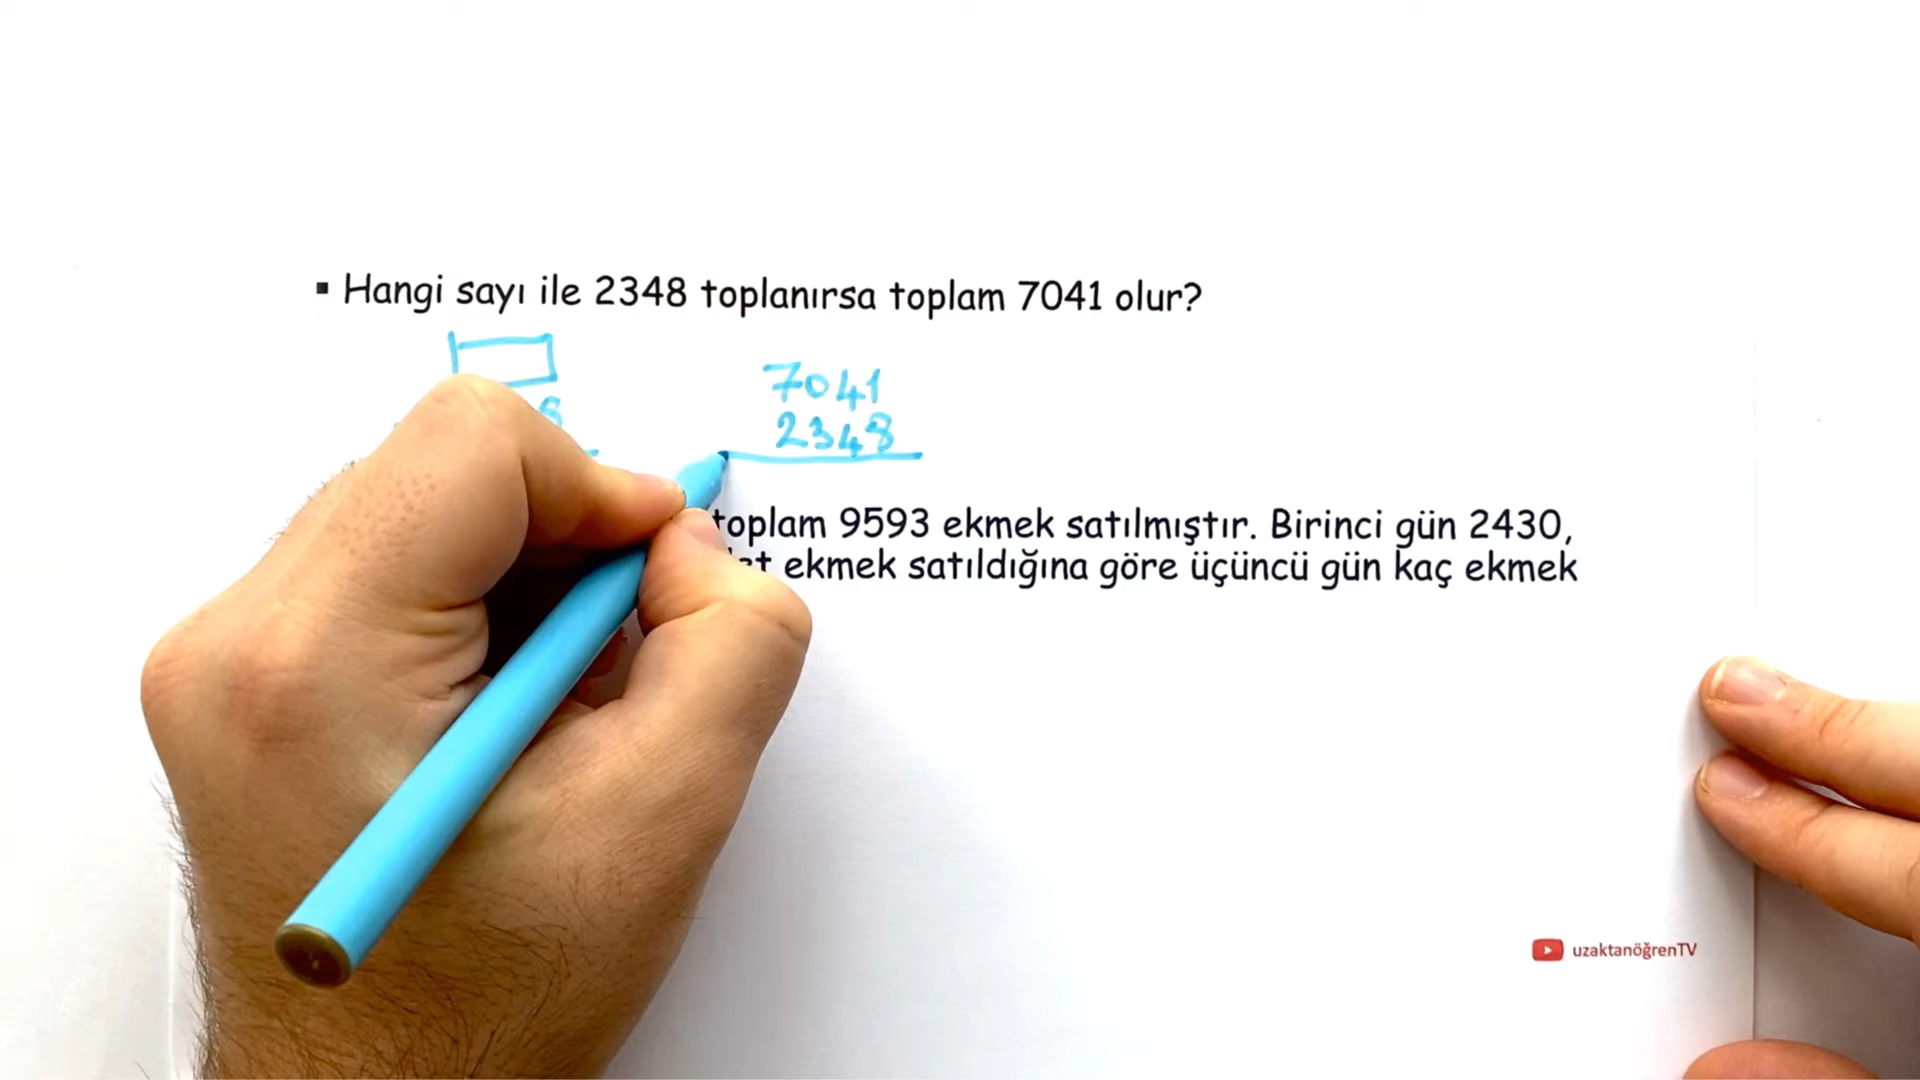 ▪ Hangi sayı ile 2348 toplanırsa toplam 7041 olur?
8
7041
2348
toplam 9593 ekmek satılmıştır. Birinci gün 2430,
ekmek satıldığına göre üçüncü gün kaç ekmek
uzaktanöğrenTV